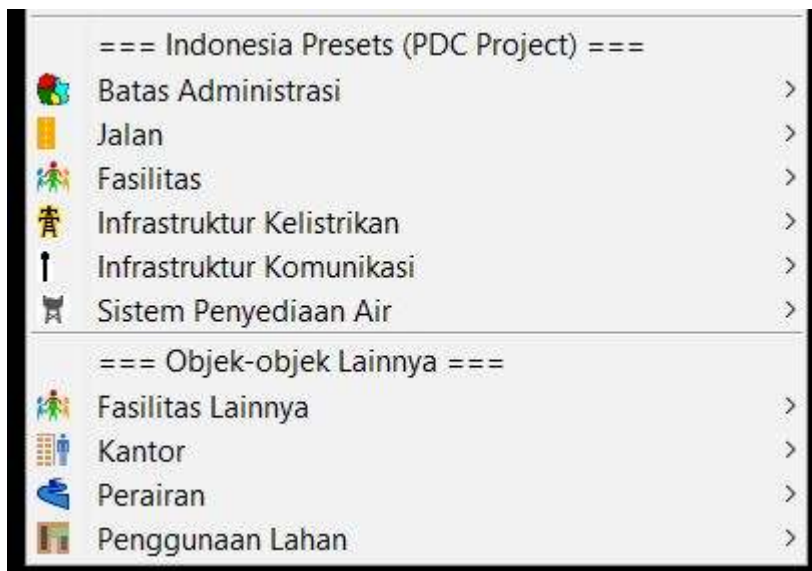 === Indonesia Presets (PDC Project) ===
Batas Administrasi
Jalan
Fasilitas
Infrastruktur Kelistrikan
Infrastruktur Komunikasi
Sistem Penyediaan Air
=== Objek-objek Lainnya ===
Fasilitas Lainnya
Kantor
Perairan
Penggunaan Lahan